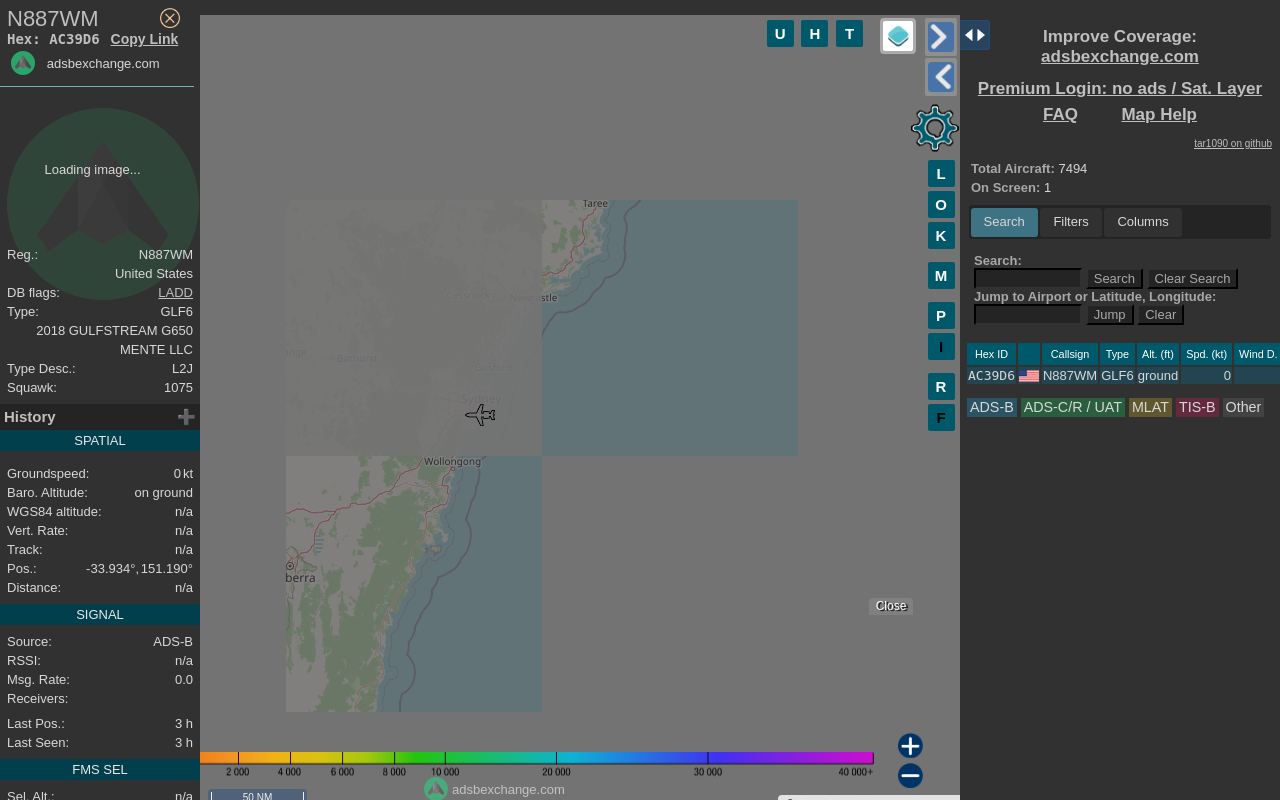 N887WM
Hex: AC39D6 Copy Link
adsbexchange.com
Loading image...
Reg.: N887WM
United States
DB flags: LADD
Type: GLF6
2018 GULFSTREAM G650
MENTE LLC
Type Desc.: L2J
Squawk: 1075
History
SPATIAL
Groundspeed: 0 kt
Baro. Altitude: on ground
WGS84 altitude: n/a
Vert. Rate: n/a
Track: n/a
Pos.: -33.934°, 151.190°
Distance: n/a
SIGNAL
Source: ADS-B
RSSI: n/a
Msg. Rate: 0.0
Receivers:
Last Pos.: 3 h
Last Seen: 3 h
FMS SEL
Sel. Alt.: n/a
U H T
L
O
K
M
P
I
R
F
Taree
Newcastle
Bathurst
Sydney
Wollongong
berra
Close
2 000 4 000 6 000 8 000 10 000 20 000 30 000 40 000+
adsbexchange.com
50 NM
Improve Coverage:
adsbexchange.com
Premium Login: no ads / Sat. Layer
FAQ Map Help
tar1090 on github
Total Aircraft: 7494
On Screen: 1
Search Filters Columns
Search:
Search Clear Search
Jump to Airport or Latitude, Longitude:
Jump Clear
Hex ID Callsign Type Alt. (ft) Spd. (kt) Wind D.
AC39D6 N887WM GLF6 ground 0
ADS-B ADS-C/R / UAT MLAT TIS-B Other